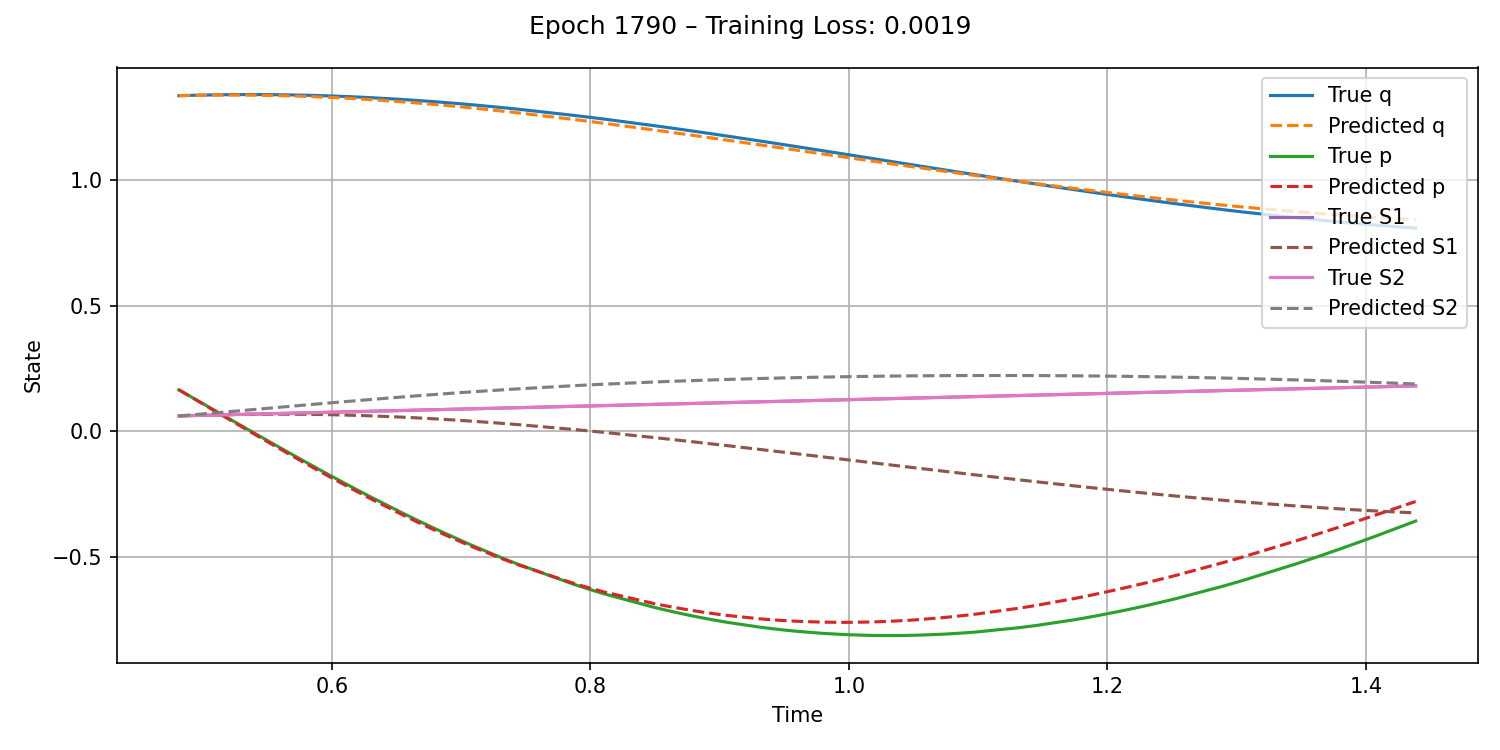 Epoch 1790 – Training Loss: 0.0019
True q
Predicted q
True p
Predicted p
True S1
Predicted S1
True S2
Predicted S2
1.0
0.5
0.0
−0.5
State
0.6
0.8
1.0
1.2
1.4
Time